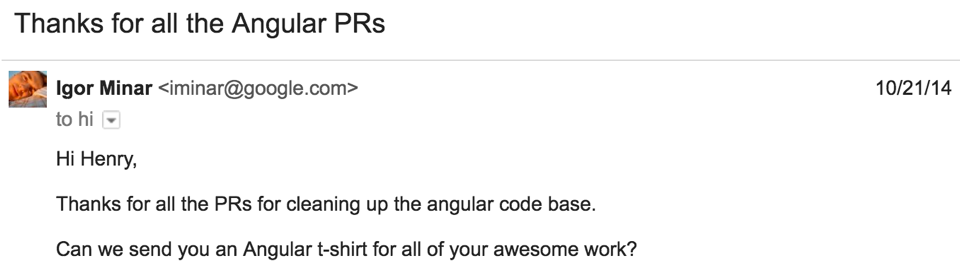 Thanks for all the Angular PRs
Igor Minar <iminar@google.com> 10/21/14
to hi
Hi Henry,
Thanks for all the PRs for cleaning up the angular code base.
Can we send you an Angular t-shirt for all of your awesome work?